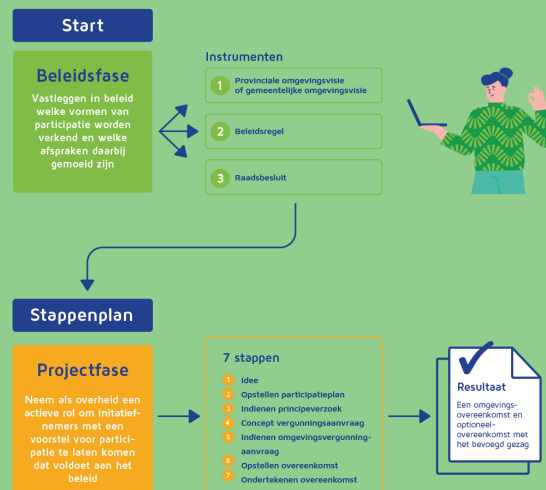 Start
Beleidsfase
Vastleggen in beleid
welke vormen van
participatie worden
verkend en welke
afspraken daarbij
gemoeid zijn
Instrumenten
1 Provinciale omgevingsvisie
of gemeentelijke omgevingsvisie
2 Beleidsregel
3 Raadsbesluit
Stappenplan
Projectfase
Neem als overheid een
actieve rol om initatief-
nemers met een
voorstel voor partici-
patie te laten komen
dat voldoet aan het
beleid
7 stappen
1 Idee
2 Opstellen participatieplan
3 Indienen principeverzoek
4 Concept vergunningsaanvraag
5 Indienen omgevingsvergunning-
aanvraag
6 Opstellen overeenkomst
7 Ondertekenen overeenkomst
Resultaat
Een omgevings-
overeenkomst en
optioneel-
overeenkomst met
het bevoegd gezag